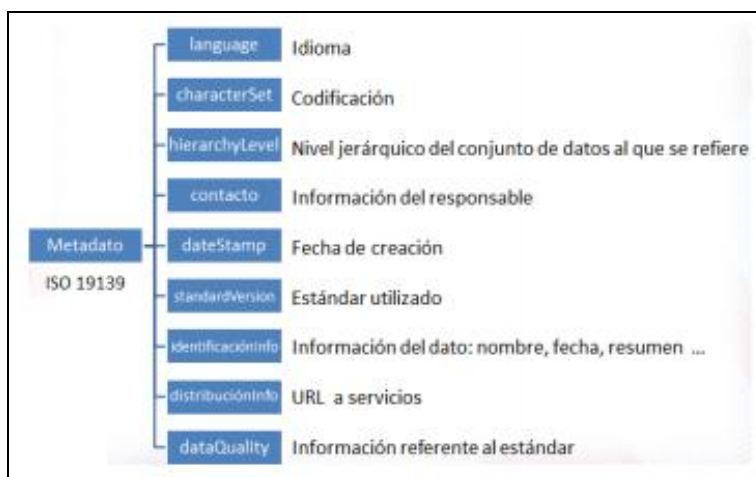 language Idioma
characterSet Codificación
hierarchyLevel Nivel jerárquico del conjunto de datos al que se refiere
contacto Información del responsable
Metadato dateStamp Fecha de creación
ISO 19139
standardVersion Estándar utilizado
identificaciónInfo Información del dato: nombre, fecha, resumen ...
distribuciónInfo URL a servicios
dataQuality Información referente al estándar